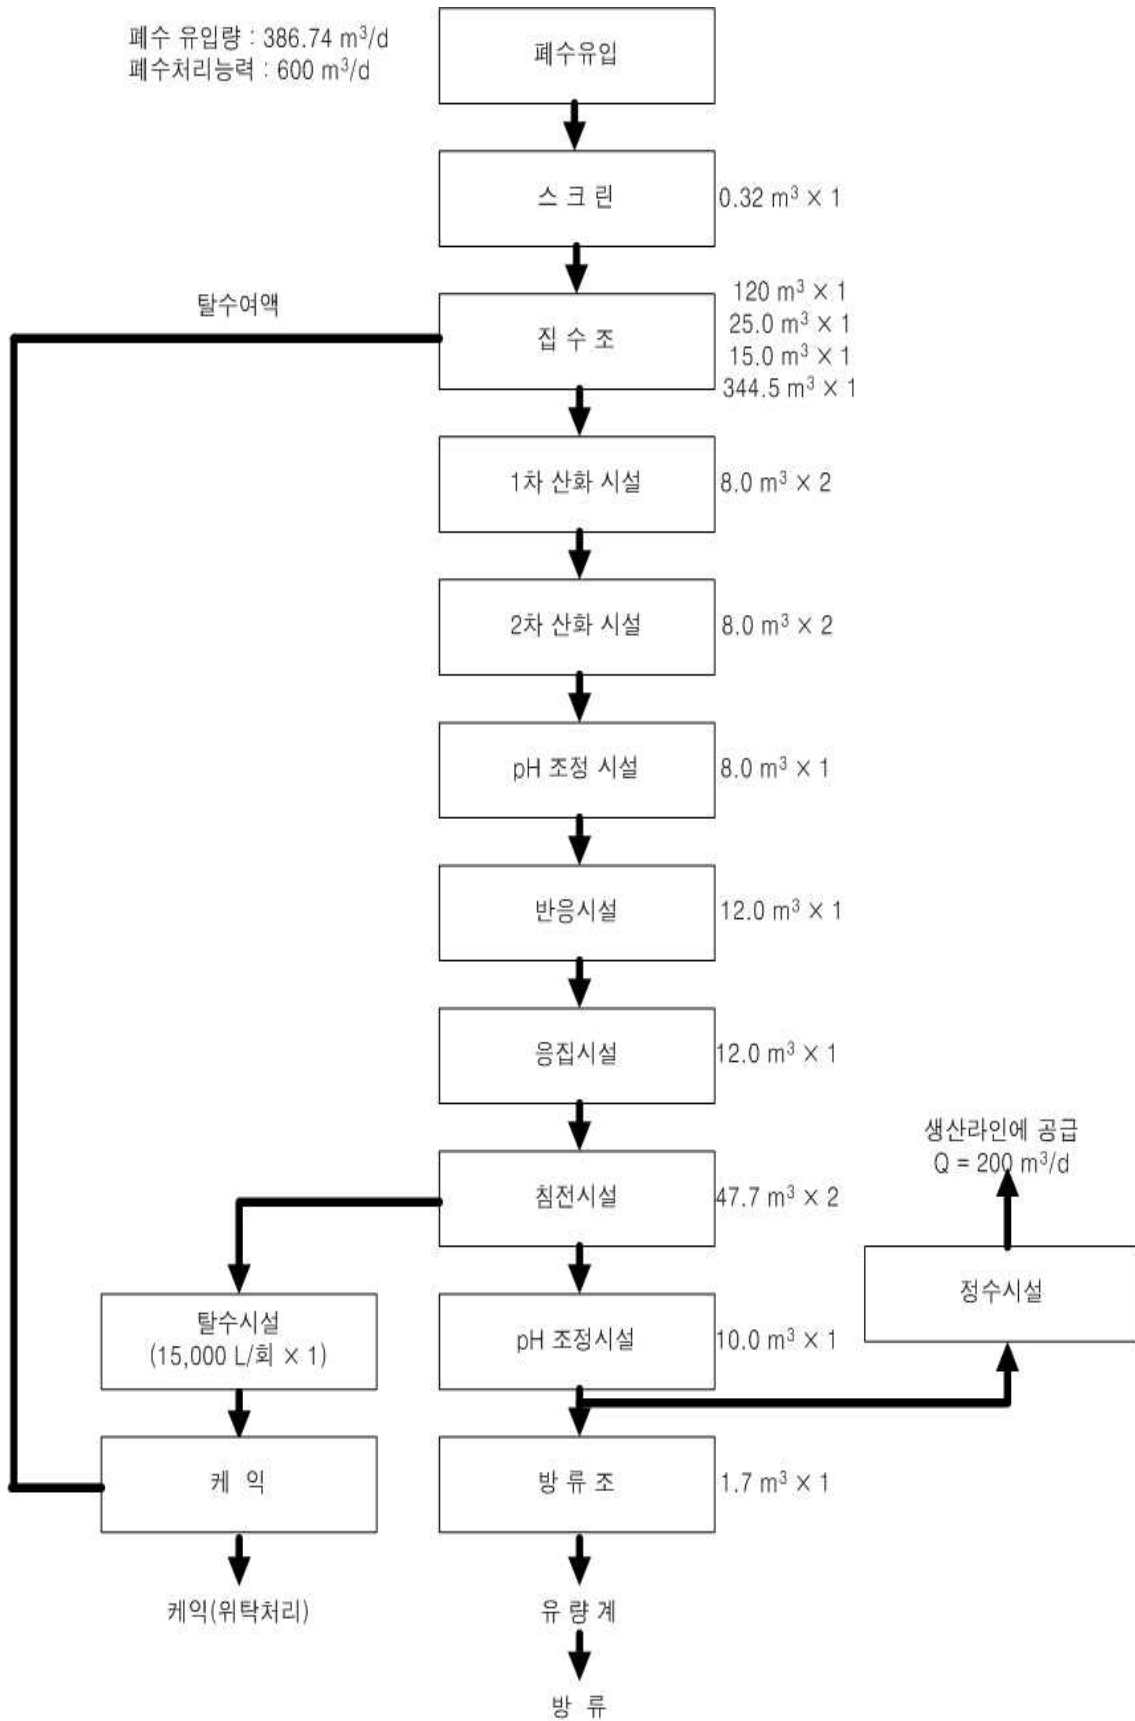 폐수 유입량 : 386.74 m³/d
폐수처리능력 : 600 m³/d
폐수유입
스 크 린
0.32 m³ × 1
탈수여액
집 수 조
120 m³ × 1
25.0 m³ × 1
15.0 m³ × 1
344.5 m³ × 1
1차 산화 시설
8.0 m³ × 2
2차 산화 시설
8.0 m³ × 2
pH 조정 시설
8.0 m³ × 1
반응시설
12.0 m³ × 1
응집시설
12.0 m³ × 1
생산라인에 공급
Q = 200 m³/d
침전시설
47.7 m³ × 2
정수시설
탈수시설
(15,000 L/회 × 1)
pH 조정시설
10.0 m³ × 1
케 익
방 류 조
1.7 m³ × 1
케익(위탁처리)
유 량 계
방 류